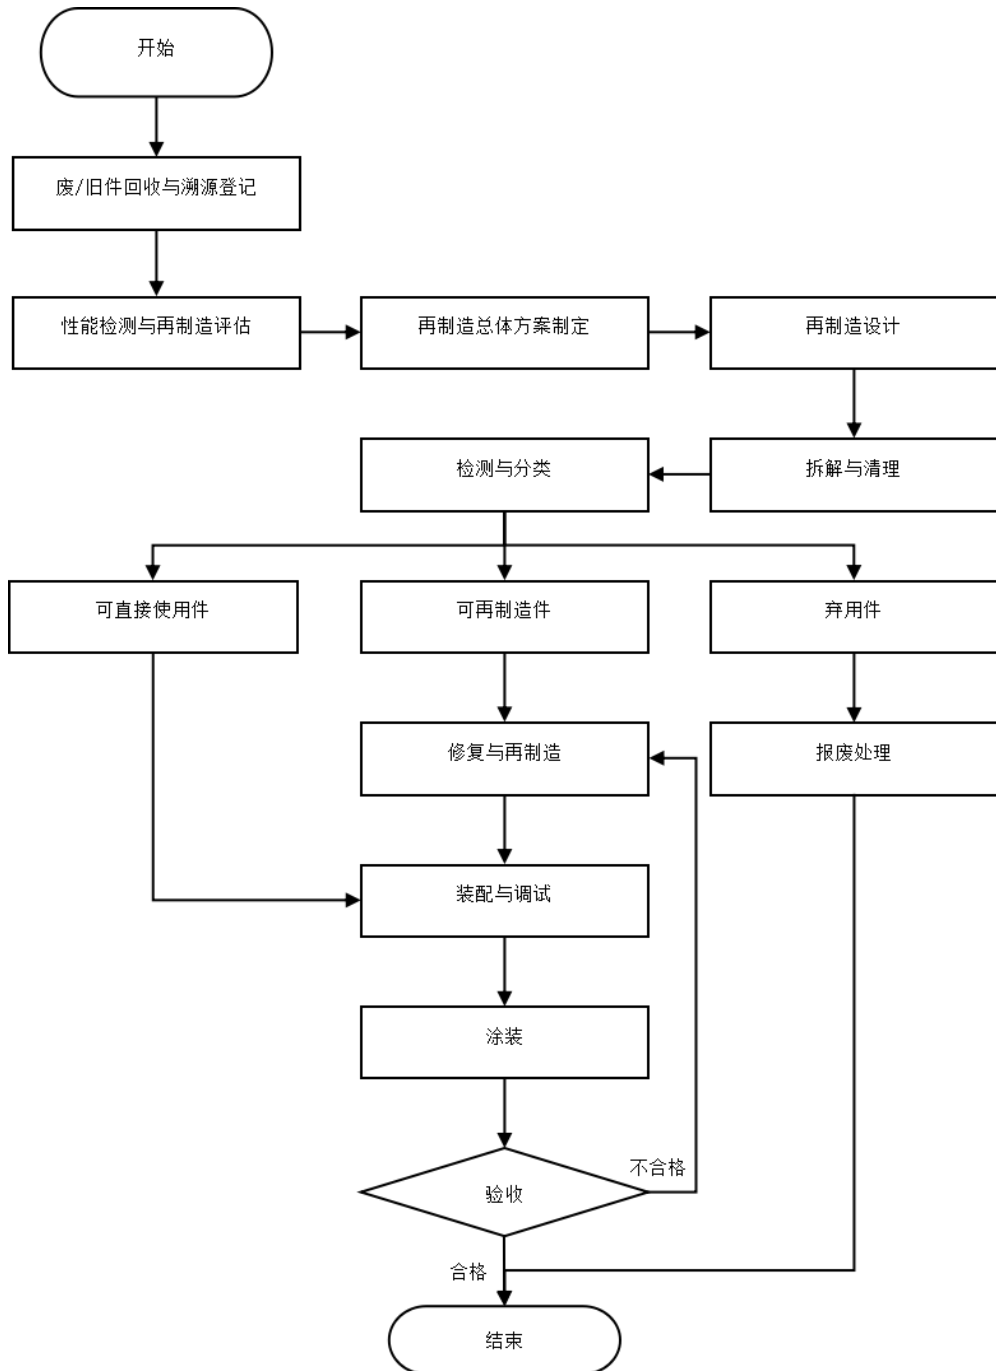 开始
废/旧件回收与溯源登记
性能检测与再制造评估
再制造总体方案制定
再制造设计
检测与分类
拆解与清理
可直接使用件
可再制造件
弃用件
修复与再制造
报废处理
装配与调试
涂装
不合格
验收
合格
结束